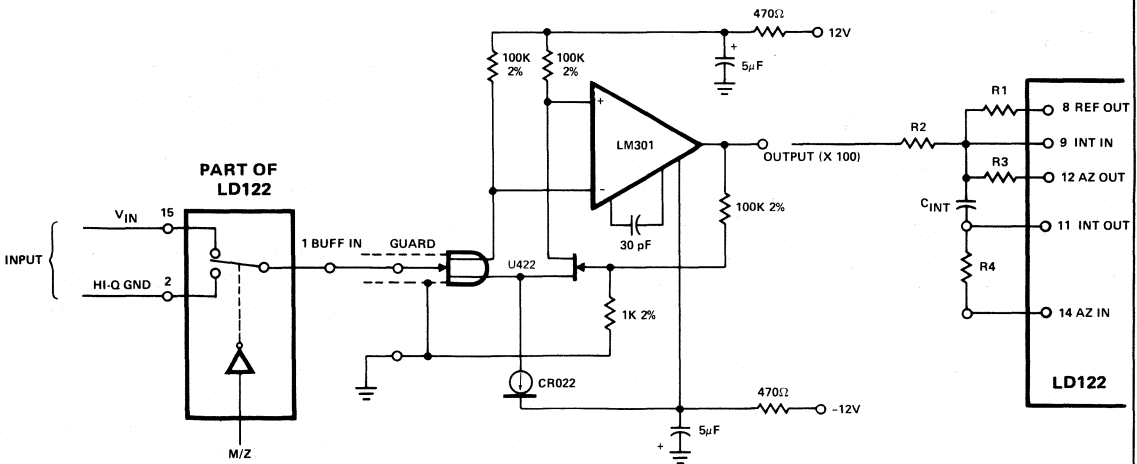 470Ω
12V
+
100K
2%
100K
2%
5μF
+
LM301
−
OUTPUT (X 100)
30 pF
100K 2%
R1
8 REF OUT
R2
9 INT IN
R3
12 AZ OUT
CINT
11 INT OUT
R4
14 AZ IN
LD122
PART OF
LD122
VIN
15
INPUT
HI-Q GND
2
1 BUFF IN
GUARD
U422
1K 2%
CR022
470Ω
-12V
5μF
+
M/Z